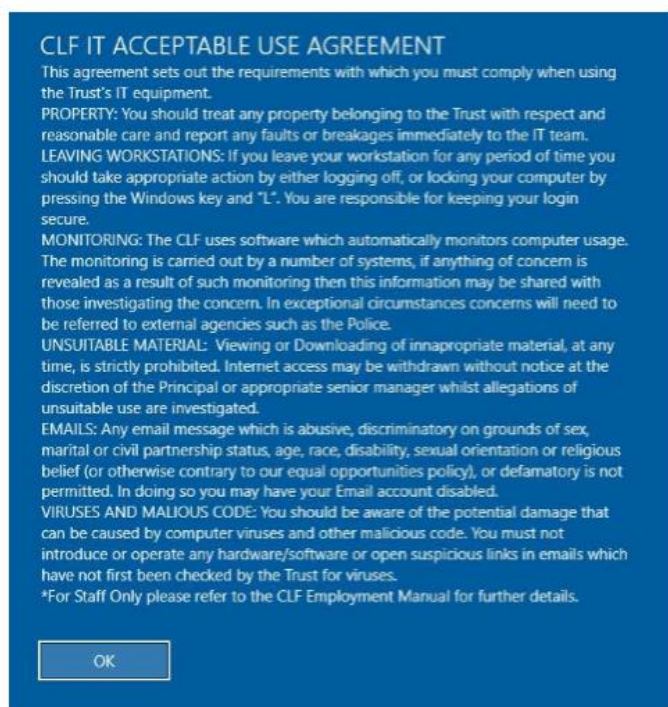 CLF IT ACCEPTABLE USE AGREEMENT
This agreement sets out the requirements with which you must comply when using
the Trust's IT equipment.
PROPERTY: You should treat any property belonging to the Trust with respect and
reasonable care and report any faults or breakages immediately to the IT team.
LEAVING WORKSTATIONS: If you leave your workstation for any period of time you
should take appropriate action by either logging off, or locking your computer by
pressing the Windows key and "L". You are responsible for keeping your login
secure.
MONITORING: The CLF uses software which automatically monitors computer usage.
The monitoring is carried out by a number of systems, if anything of concern is
revealed as a result of such monitoring then this information may be shared with
those investigating the concern. In exceptional circumstances concerns will need to
be referred to external agencies such as the Police.
UNSUITABLE MATERIAL: Viewing or Downloading of innapropriate material, at any
time, is strictly prohibited. Internet access may be withdrawn without notice at the
discretion of the Principal or appropriate senior manager whilst allegations of
unsuitable use are investigated.
EMAILS: Any email message which is abusive, discriminatory on grounds of sex,
marital or civil partnership status, age, race, disability, sexual orientation or religious
belief (or otherwise contrary to our equal opportunities policy), or defamatory is not
permitted. In doing so you may have your Email account disabled.
VIRUSES AND MALIOUS CODE: You should be aware of the potential damage that
can be caused by computer viruses and other malicious code. You must not
introduce or operate any hardware/software or open suspicious links in emails which
have not first been checked by the Trust for viruses.
*For Staff Only please refer to the CLF Employment Manual for further details.
OK